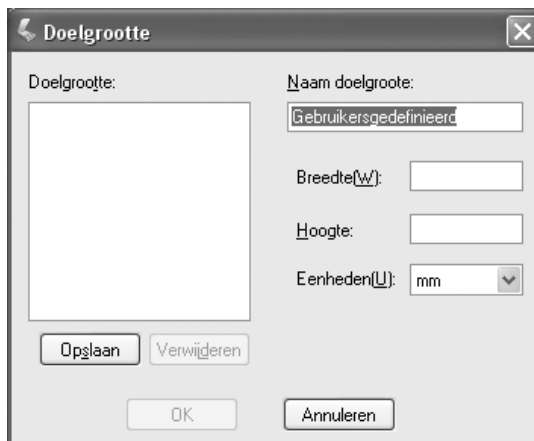 Doelgrootte
Doelgrootte:
Naam doelgroote:
Gebruikersgedefinieerd
Breedte(W):
Hoogte:
Eenheden(U):
mm
Opslaan
Verwijderen
OK
Annuleren